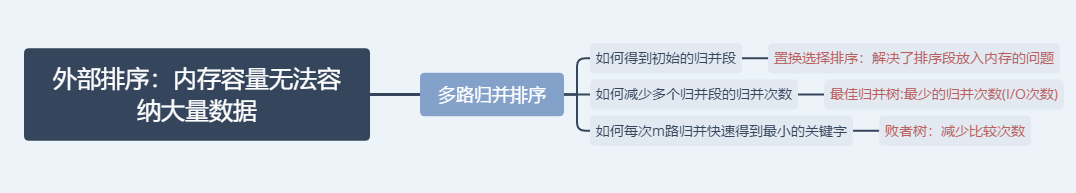 外部排序：内存容量无法容
纳大量数据
多路归并排序
如何得到初始的归并段
置换选择排序：解决了排序段放入内存的问题
如何减少多个归并段的归并次数
最佳归并树:最少的归并次数(I/O次数)
如何每次m路归并快速得到最小的关键字
败者树：减少比较次数